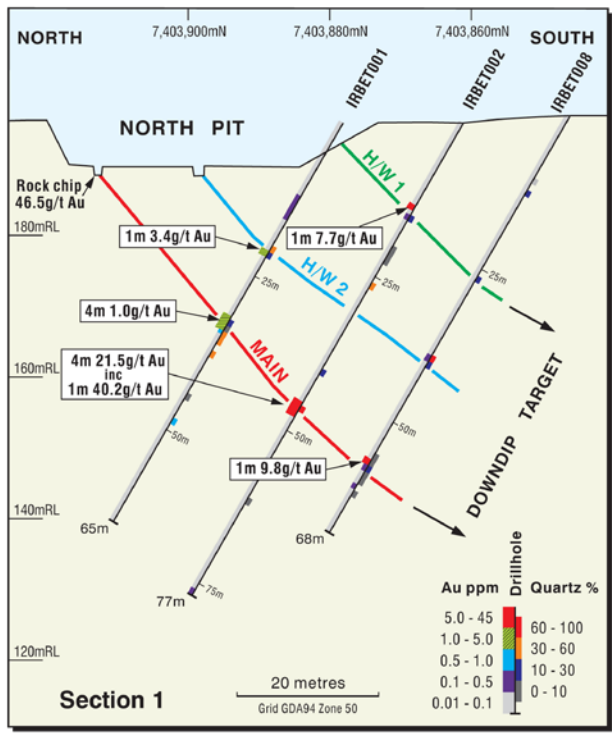 NORTH
7,403,900mN
7,403,880mN
7,403,860mN
SOUTH
IRBET001
IRBET002
IRBET008
NORTH PIT
H/W 1
Rock chip
46.5g/t Au
180mRL
1m 3.4g/t Au
1m 7.7g/t Au
H/W 2
25m
25m
25m
4m 1.0g/t Au
MAIN
160mRL
4m 21.5g/t Au
inc
1m 40.2g/t Au
DOWNDIP TARGET
50m
50m
50m
1m 9.8g/t Au
140mRL
65m
68m
77m
75m
120mRL
Au ppm
Drillhole
Quartz %
5.0 - 45
60 - 100
1.0 - 5.0
30 - 60
0.5 - 1.0
10 - 30
0.1 - 0.5
0 - 10
0.01 - 0.1
20 metres
Grid GDA94 Zone 50
Section 1